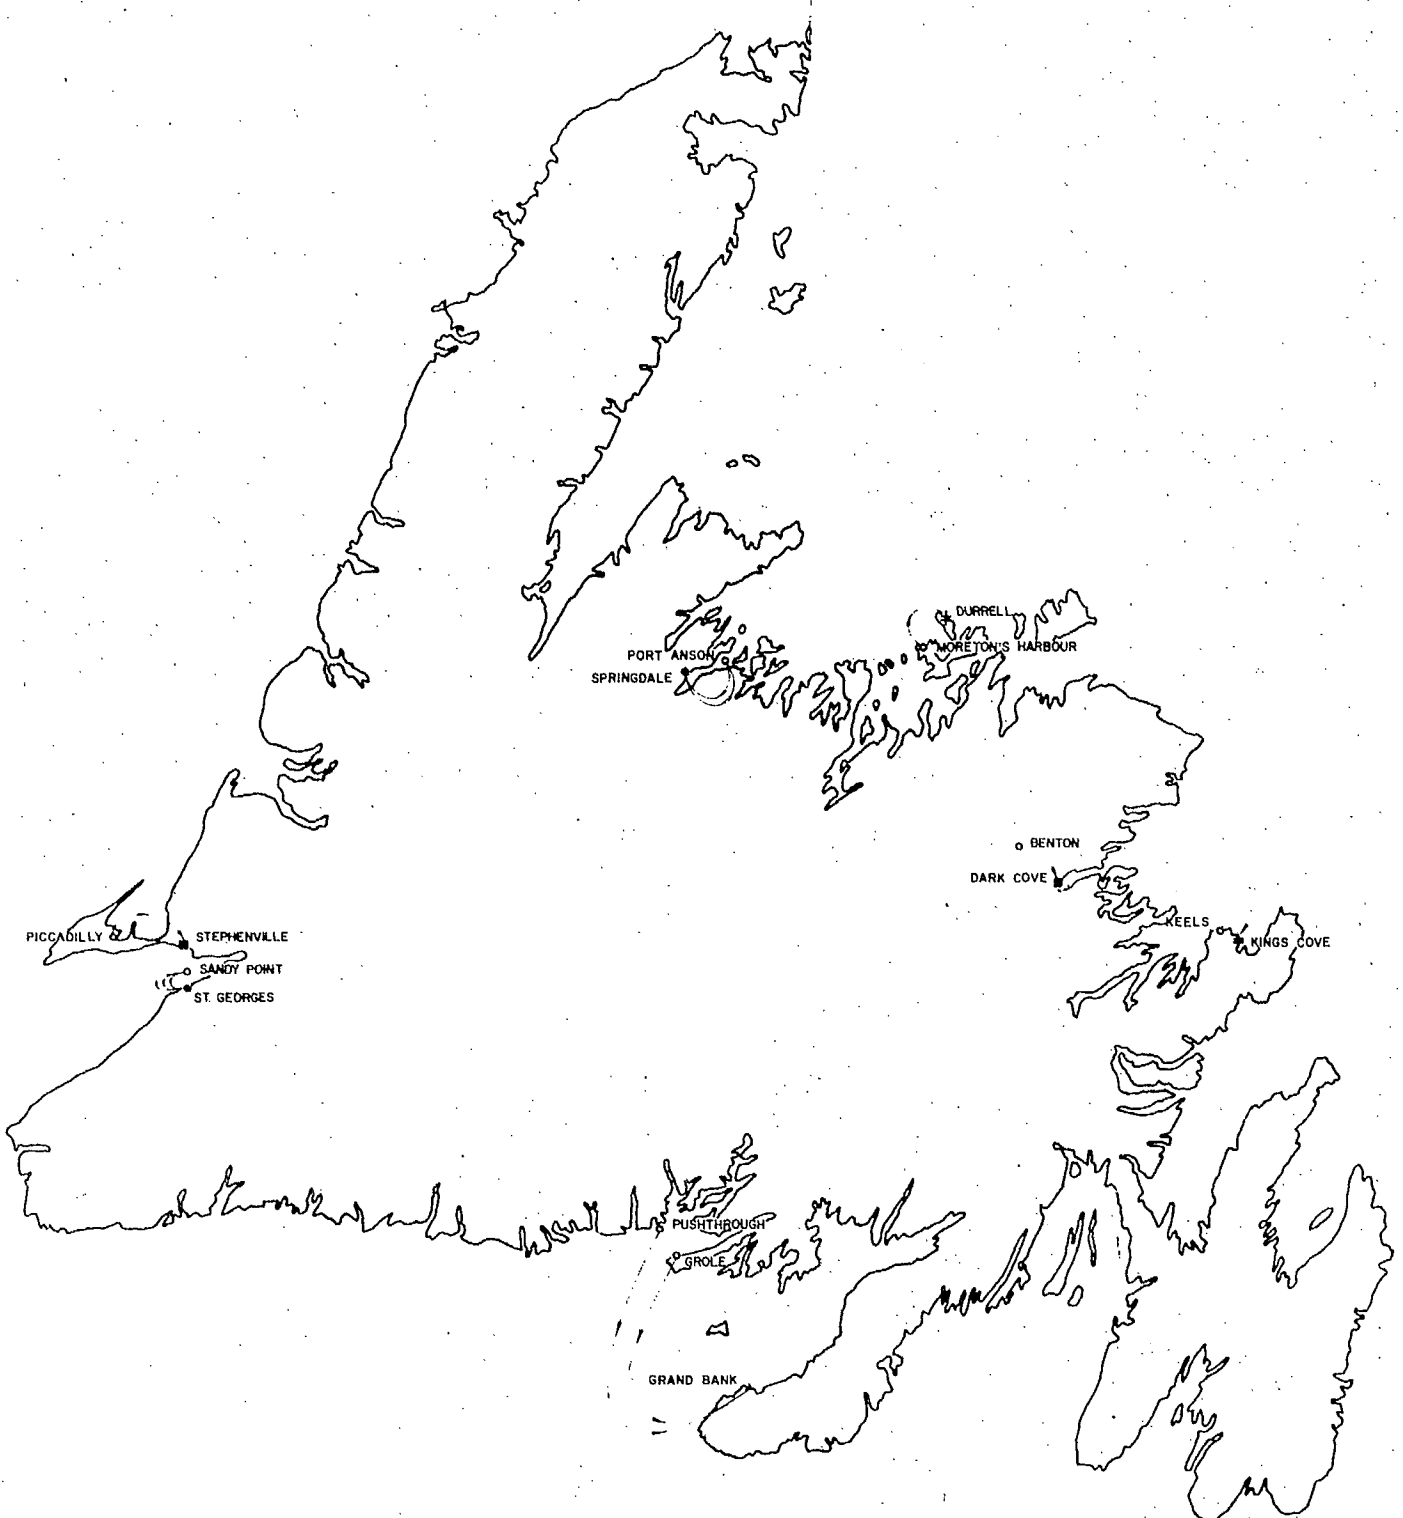 DURRELL
MORETON'S HARBOUR
PORT ANSON
SPRINGDALE
BENTON
DARK COVE
KEELS
KINGS COVE
PICCADILLY
STEPHENVILLE
SANDY POINT
ST. GEORGES
PUSHTHROUGH
GROLE
GRAND BANK